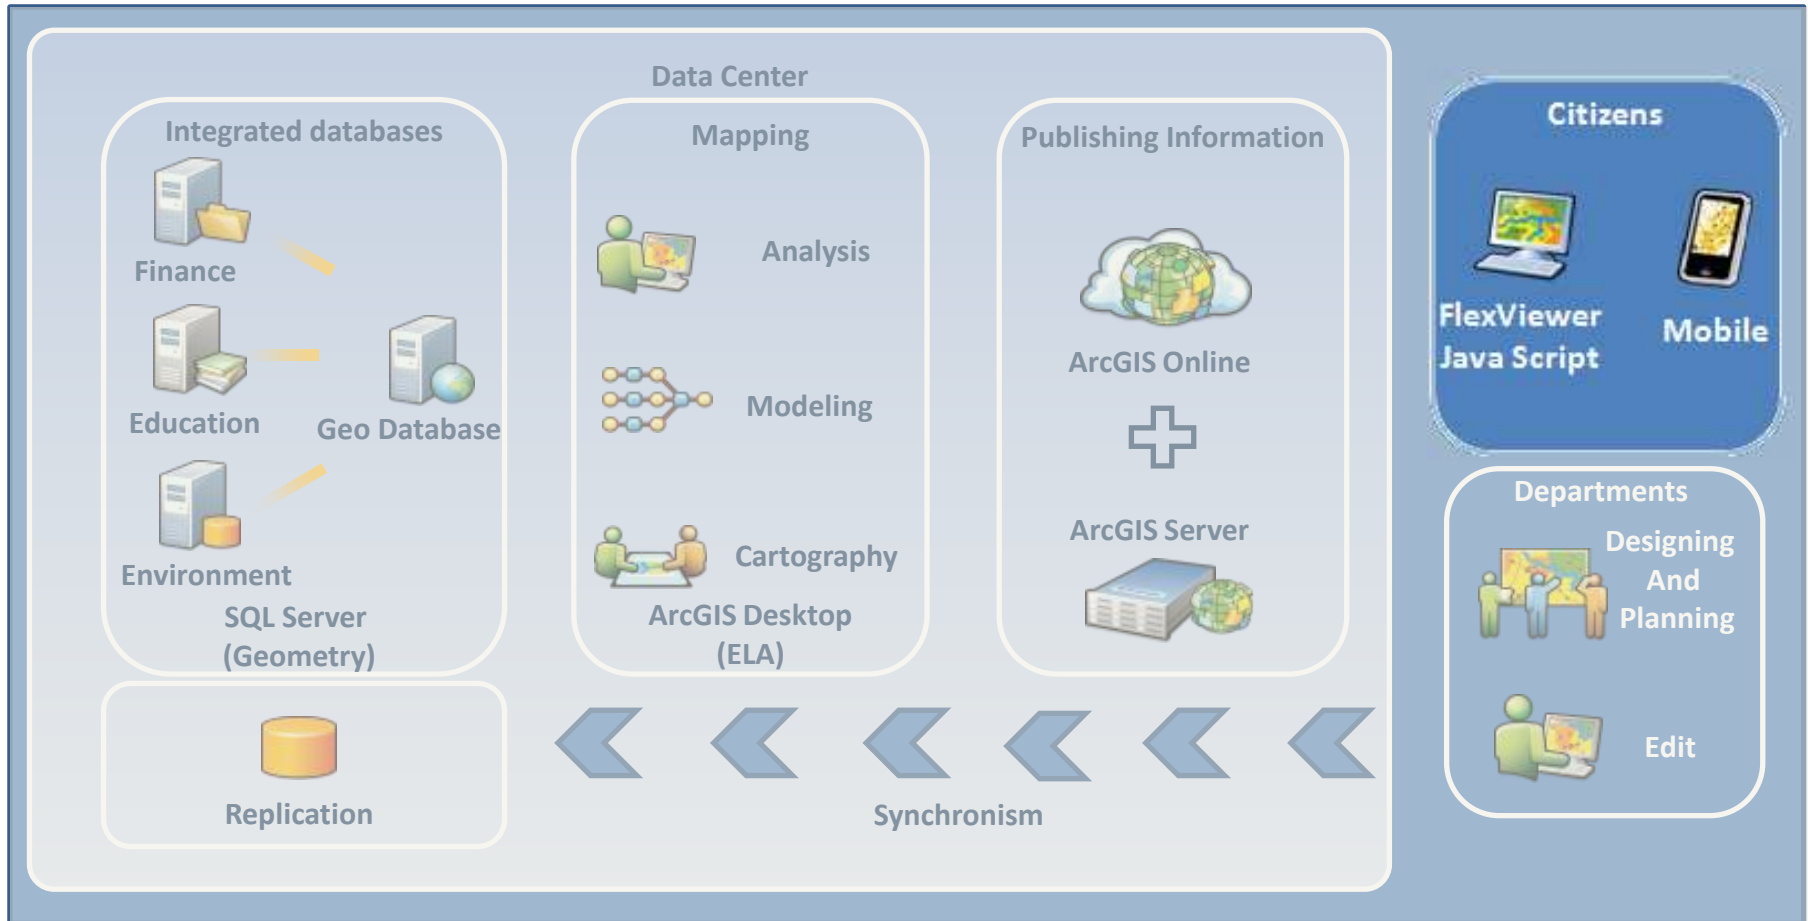 Data Center
Integrated databases
Finance
Education
Geo Database
Environment
SQL Server
(Geometry)
Replication
Mapping
Analysis
Modeling
Cartography
ArcGIS Desktop
(ELA)
Publishing Information
ArcGIS Online
ArcGIS Server
Synchronism
Citizens
FlexViewer
Java Script
Mobile
Departments
Designing
And
Planning
Edit